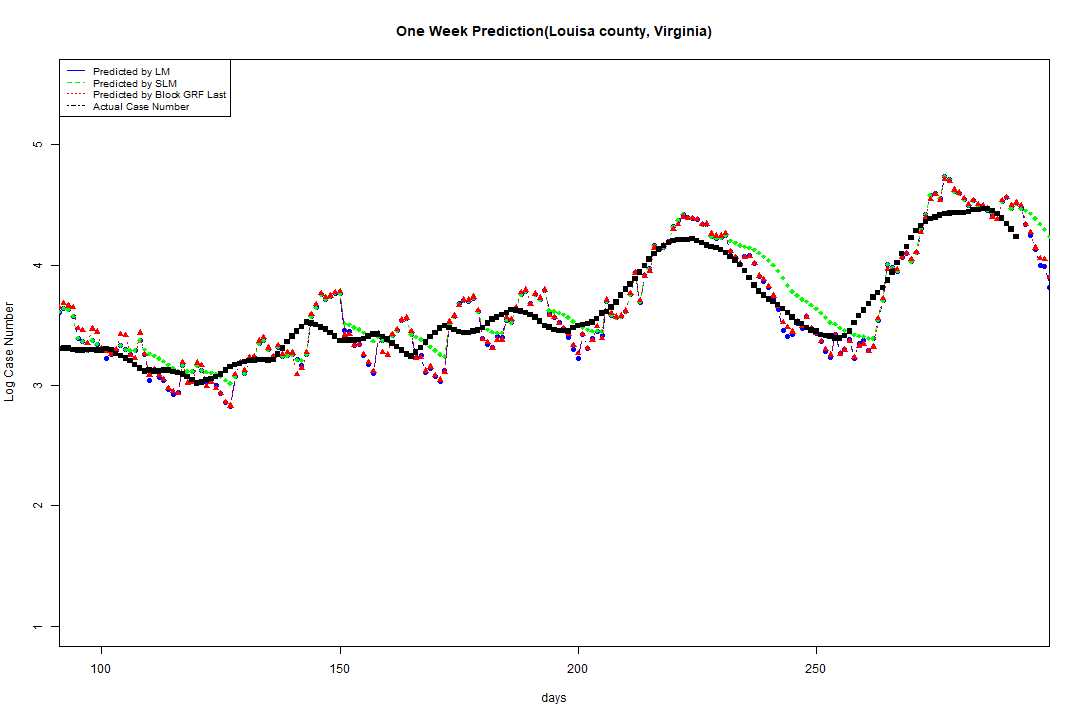 One Week Prediction(Louisa county, Virginia)
Predicted by LM
Predicted by SLM
Predicted by Block GRF Last
Actual Case Number
5
4
3
2
1
Log Case Number
100 150 200 250
days